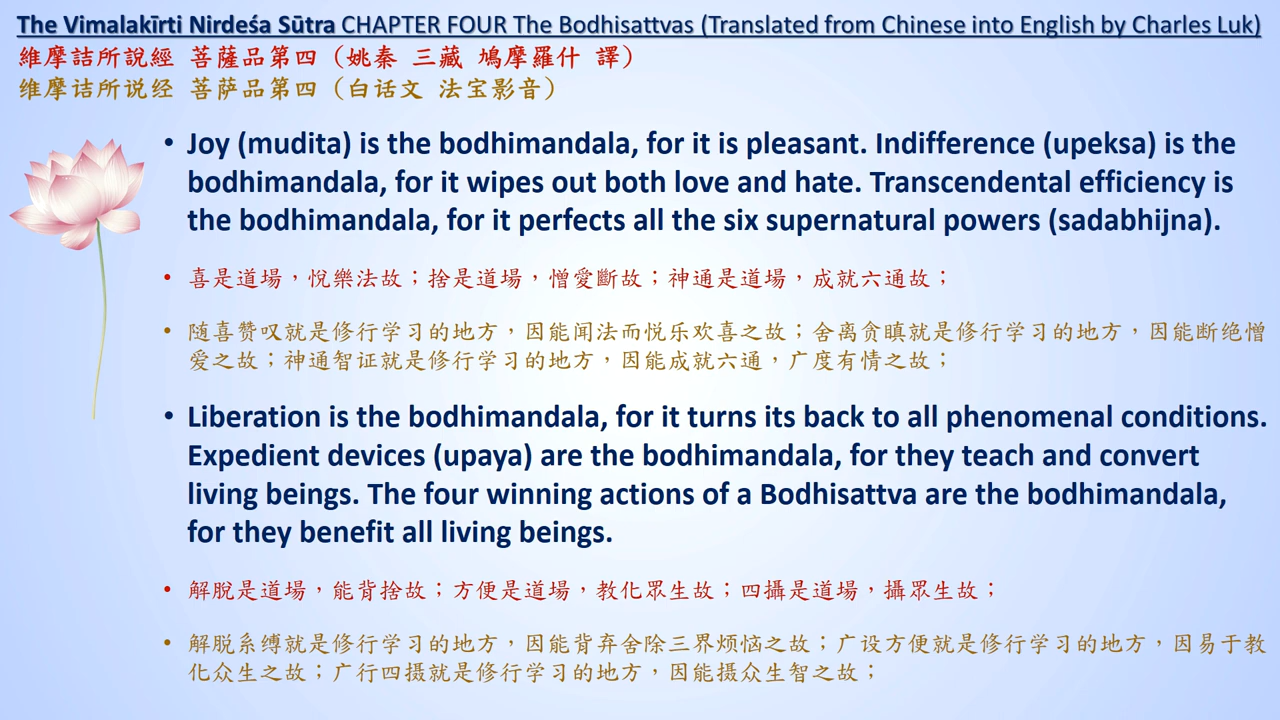 The Vimalakīrti Nirdeśa Sūtra CHAPTER FOUR The Bodhisattvas (Translated from Chinese into English by Charles Luk)
維摩詰所說經 菩薩品第四 (姚秦 三藏 鳩摩羅什 譯)
维摩诘所说经 菩萨品第四 (白话文 法宝影音)
• Joy (mudita) is the bodhimandala, for it is pleasant. Indifference (upeksa) is the
bodhimandala, for it wipes out both love and hate. Transcendental efficiency is
the bodhimandala, for it perfects all the six supernatural powers (sadabhijna).
• 喜是道場，悅樂法故；捨是道場，憎愛斷故；神通是道場，成就六通故；
• 随喜赞叹就是修行学习的地方，因能闻法而悦乐欢喜之故；舍离贪瞋就是修行学习的地方，因能断绝憎
爱之故；神通智证就是修行学习的地方，因能成就六通，广度有情之故；
• Liberation is the bodhimandala, for it turns its back to all phenomenal conditions.
Expedient devices (upaya) are the bodhimandala, for they teach and convert
living beings. The four winning actions of a Bodhisattva are the bodhimandala,
for they benefit all living beings.
• 解脫是道場，能背捨故；方便是道場，教化眾生故；四攝是道場，攝眾生故；
• 解脱系缚就是修行学习的地方，因能背弃舍除三界烦恼之故；广设方便就是修行学习的地方，因易于教
化众生之故；广行四摄就是修行学习的地方，因能摄众生智之故；